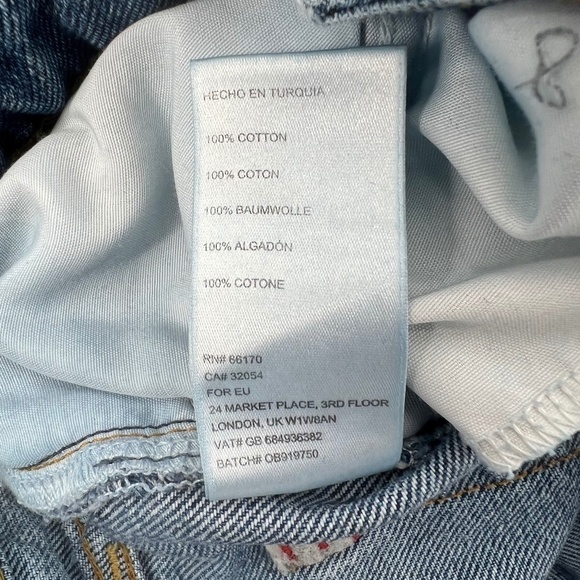 HECHO EN TURQUIA
100% COTTON
100% COTON
100% BAUMWOLLE
100% ALGADÓN
100% COTONE
RN# 66170
CA# 32054
FOR EU
24 MARKET PLACE, 3RD FLOOR
LONDON, UK W1W8AN
VAT# GB 684936382
BATCH# OB919750